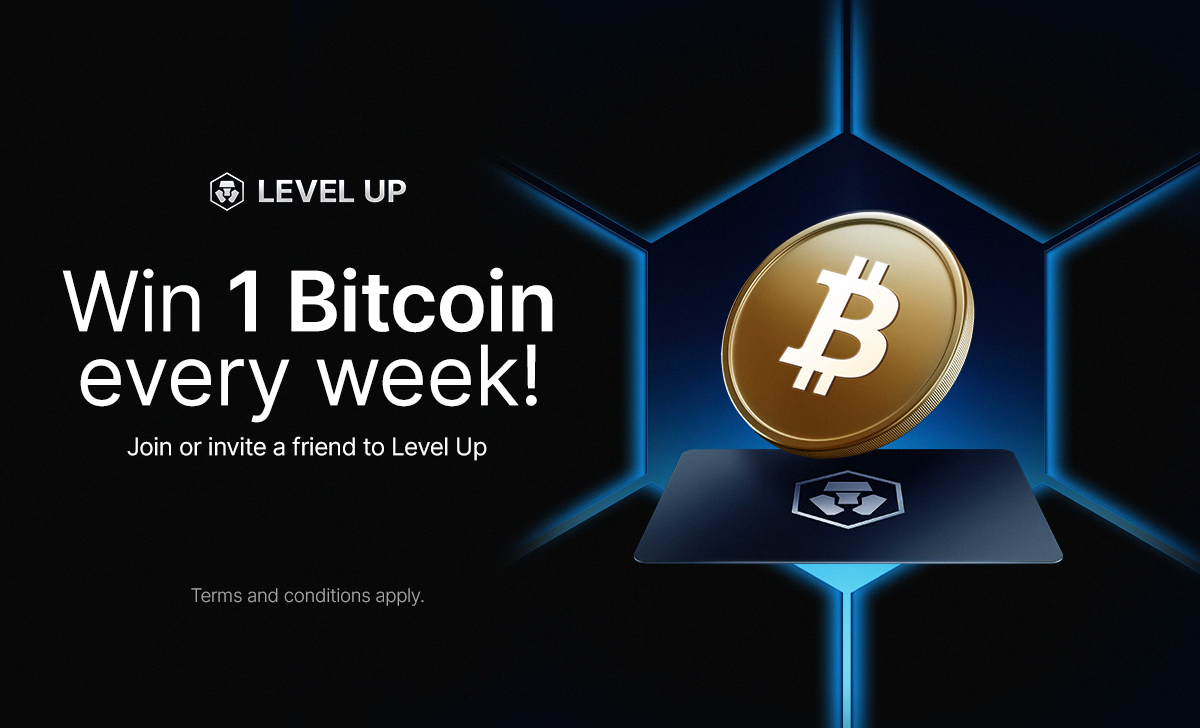 LEVEL UP
Win 1 Bitcoin
every week!
Join or invite a friend to Level Up
Terms and conditions apply.